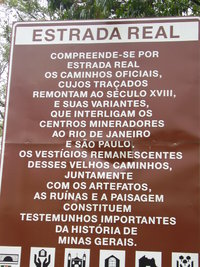 ESTRADA REAL
COMPREENDE-SE POR
ESTRADA REAL
OS CAMINHOS OFICIAIS,
CUJOS TRAÇADOS
REMONTAM AO SÉCULO XVIII,
E SUAS VARIANTES,
QUE INTERLIGAM OS
CENTROS MINERADORES
AO RIO DE JANEIRO
E SÃO PAULO.
OS VESTÍGIOS REMANESCENTES
DESSES VELHOS CAMINHOS,
JUNTAMENTE
COM OS ARTEFATOS,
AS RUÍNAS E A PAISAGEM
CONSTITUEM
TESTEMUNHOS IMPORTANTES
DA HISTÓRIA DE
MINAS GERAIS.